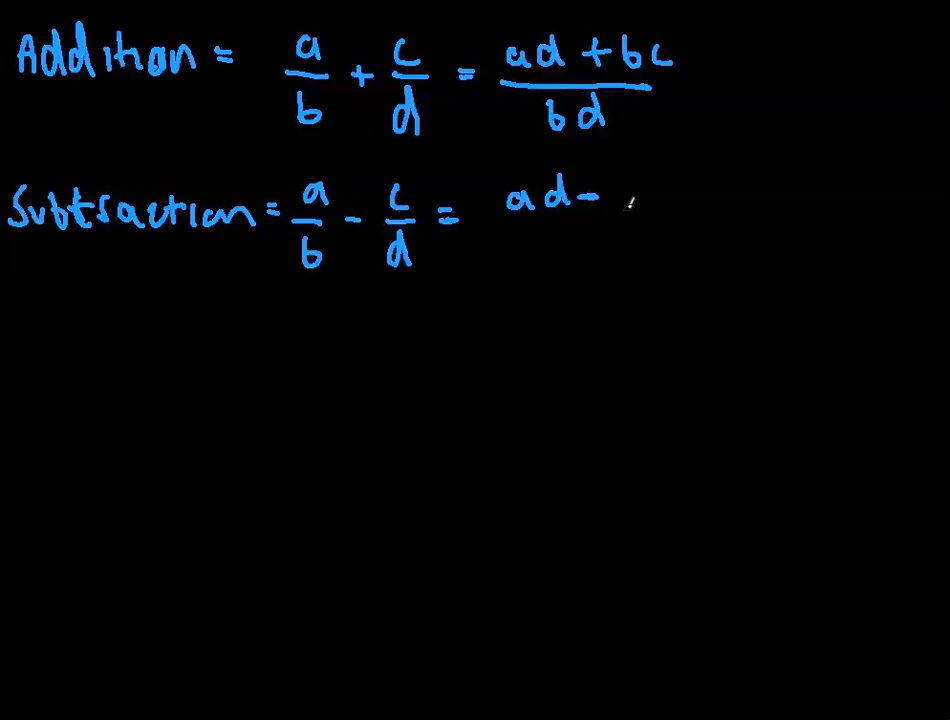 Addition = a/b + c/d = ad + bc/bd
Subtraction = a/b - c/d = ad -